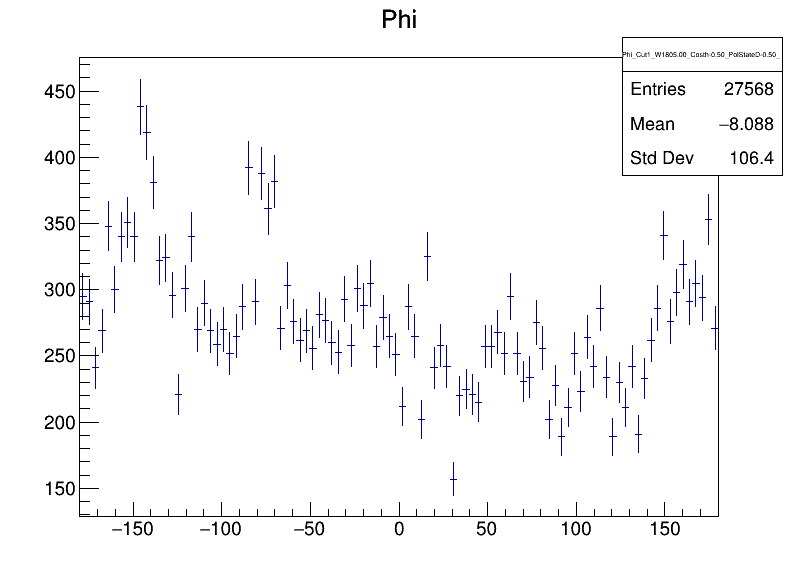 Phi
Phi_Cut1_W1805.00_Costh-0.50_PolStateD-0.50_
Entries 27568
Mean −8.088
Std Dev 106.4
450
400
350
300
250
200
150
−150 −100 −50 0 50 100 150